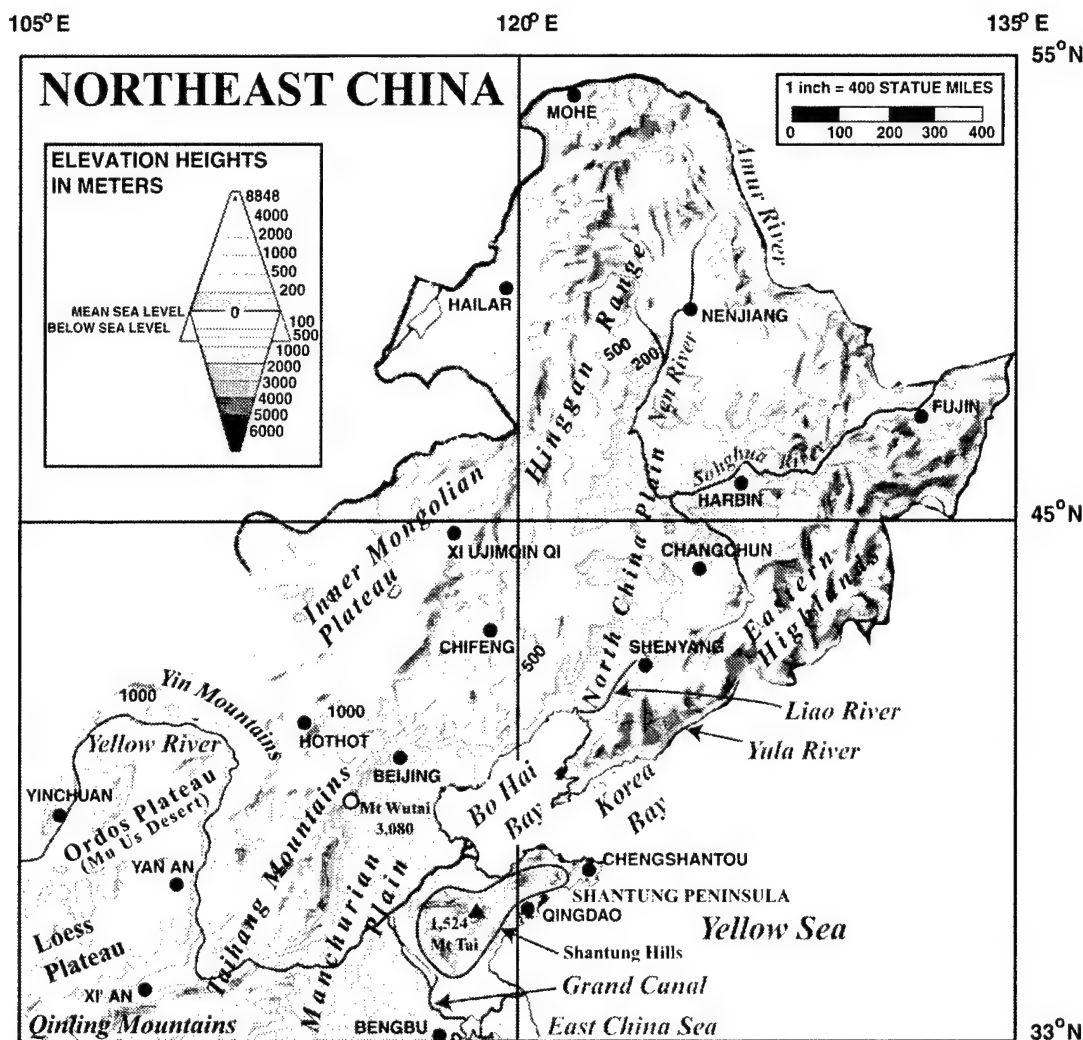 105° E
120° E
135° E
55° N
NORTHEAST CHINA
1 inch = 400 STATUE MILES
0 100 200 300 400
ELEVATION HEIGHTS
IN METERS
8848
4000
2000
1000
500
200
MEAN SEA LEVEL
0
BELOW SEA LEVEL
100
500
1000
2000
3000
4000
5000
6000
MOHE
Amur River
HAILAR
Hinggan Range
NENJIANG
500
200
Nen River
FUJIN
Songhua River
HARBIN
45° N
Inner Mongolian
Plateau
XI UJIMQIN QI
North China Plain
CHANGCHUN
Eastern
Highlands
CHIFENG
500
SHENYANG
1000
Yin Mountains
1000
HOTHOT
Liao River
Yula River
Yellow River
BEIJING
YINCHUAN
Ordos Plateau
(Mu Us Desert)
Mt Wutai
3,080
Bo Hai
Bay
Korea
Bay
YAN AN
Taihang Mountains
Manchurian
Plain
CHENGSHANTOU
SHANTUNG PENINSULA
QINGDAO
1,524
Mt Tai
Yellow Sea
Loess
Plateau
Shantung Hills
XI' AN
Grand Canal
Qinling Mountains
BENGBU
East China Sea
33° N